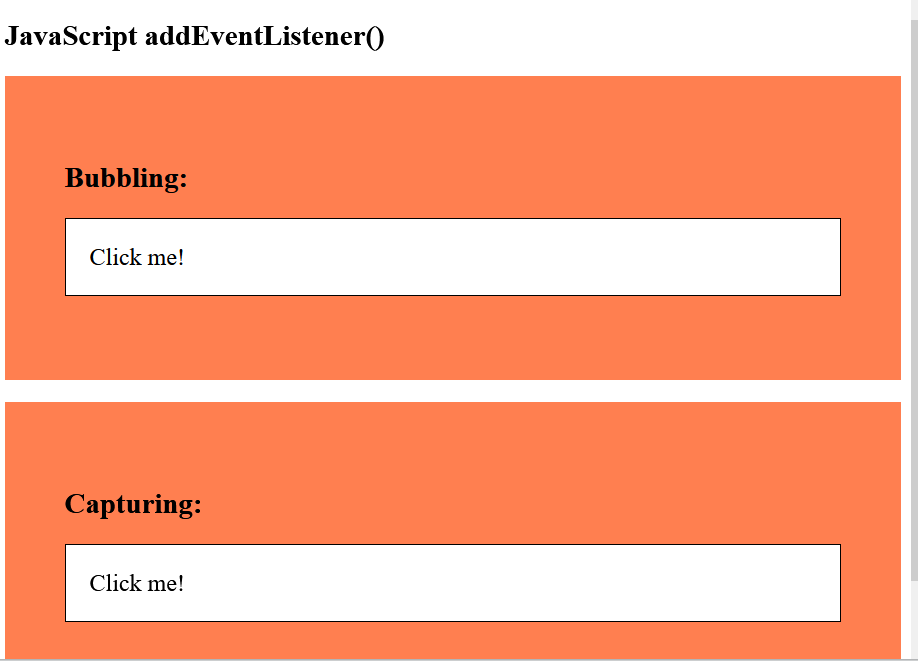 JavaScript addEventListener()
Bubbling:
Click me!
Capturing:
Click me!